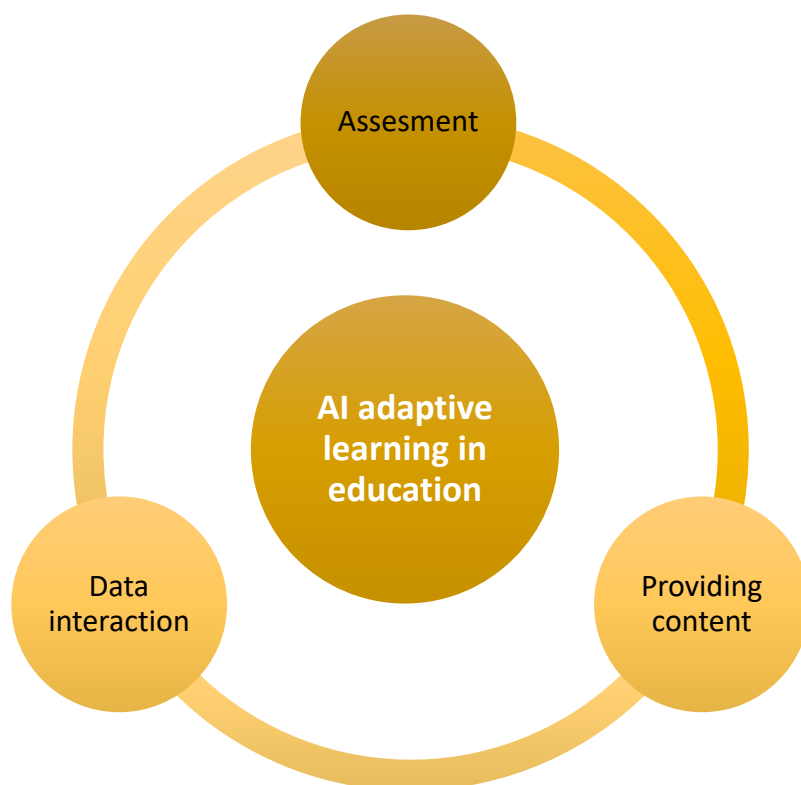 Assesment
AI adaptive
learning in
education
Data
interaction
Providing
content